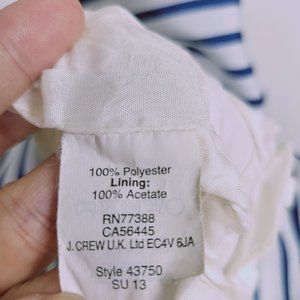 100% Polyester
Lining:
100% Acetate
RN77388
CA56445
J. CREW U.K. Ltd EC4V 6JA
Style 43750
SU 13